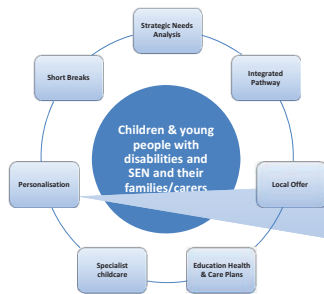 Strategic Needs
Analysis
Short Breaks
Integrated
Pathway
Children & young
people with
disabilities and
SEN and their
families/carers
Personalisation
Local Offer
Specialist
childcare
Education Health
& Care Plans